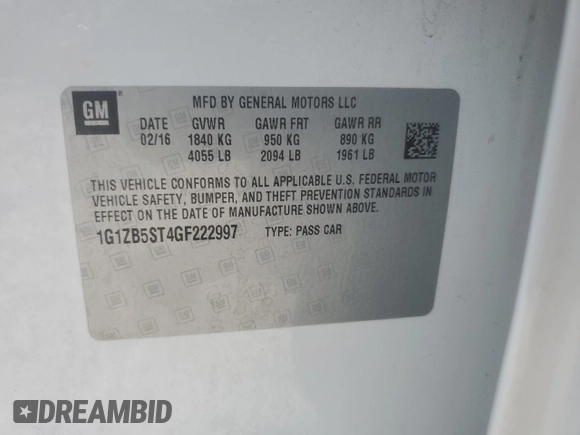 GM
MFD BY GENERAL MOTORS LLC
DATE GVWR GAWR FRT GAWR RR
02/16 1840 KG 950 KG 890 KG
4055 LB 2094 LB 1961 LB
THIS VEHICLE CONFORMS TO ALL APPLICABLE U.S. FEDERAL MOTOR
VEHICLE SAFETY, BUMPER, AND THEFT PREVENTION STANDARDS IN
EFFECT ON THE DATE OF MANUFACTURE SHOWN ABOVE.
1G1ZB5ST4GF222997 TYPE: PASS CAR
DREAMBID